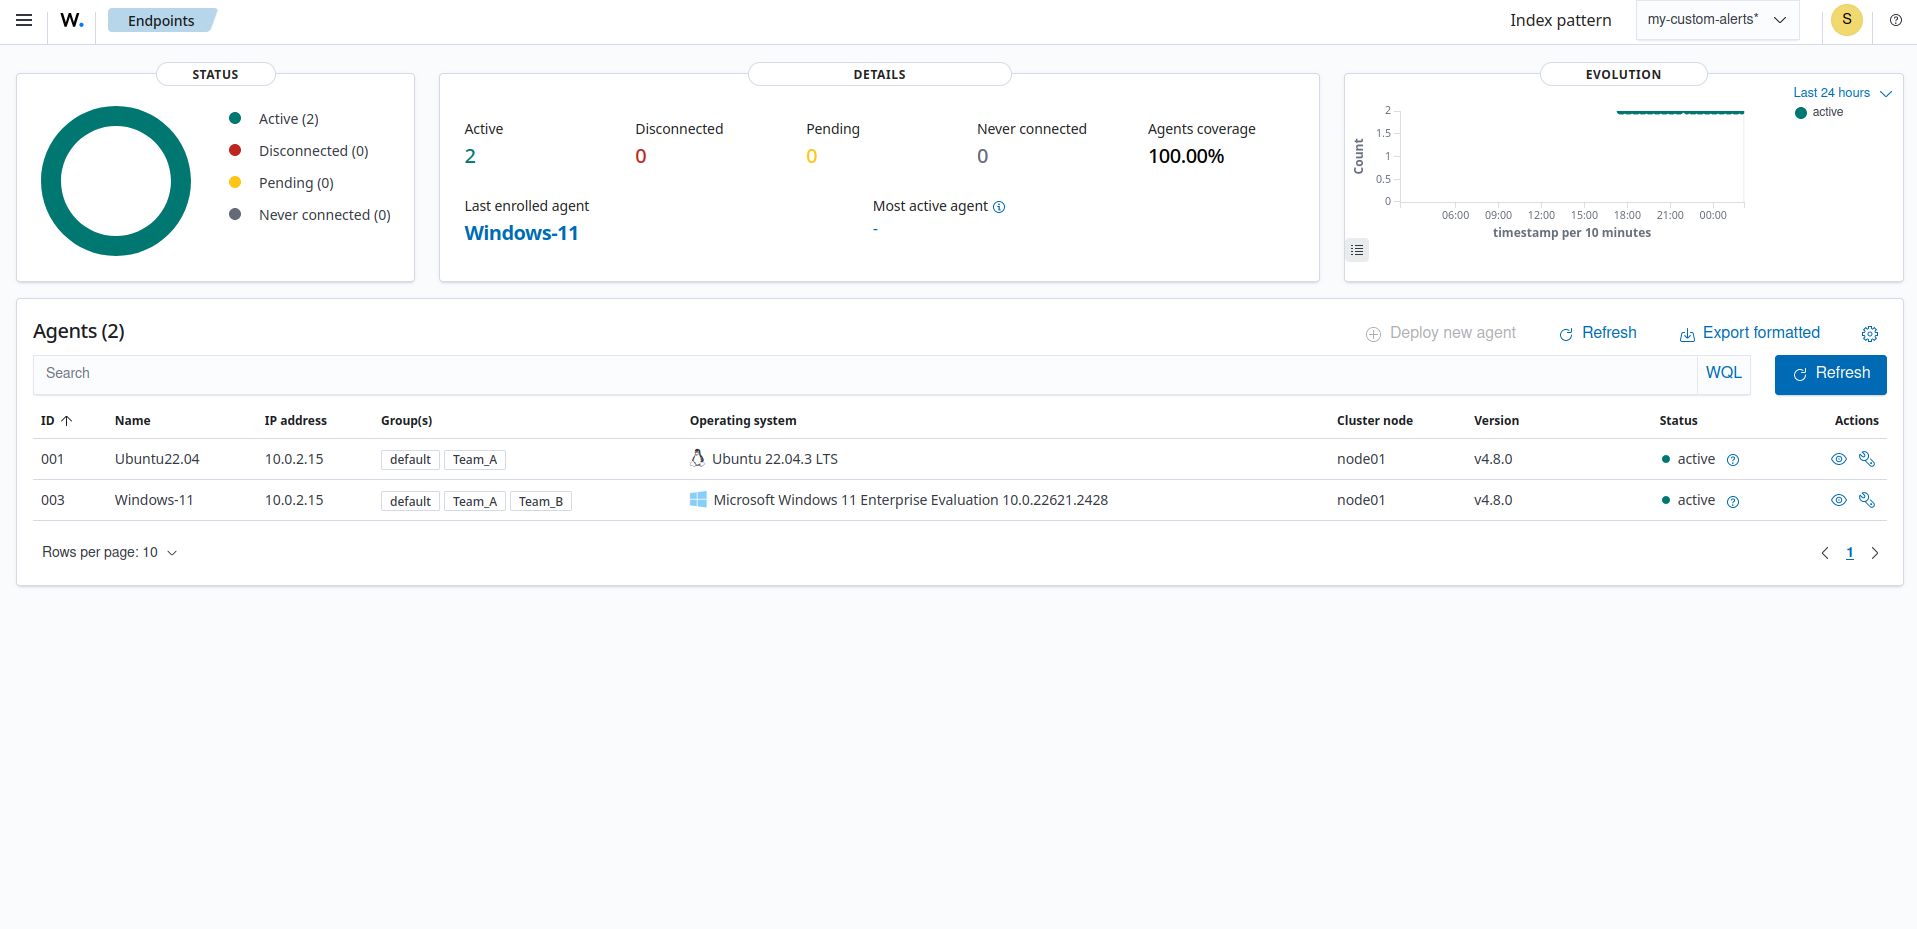 W. Endpoints Index pattern my-custom-alerts* S
STATUS
Active (2)
Disconnected (0)
Pending (0)
Never connected (0)
DETAILS
Active Disconnected Pending Never connected Agents coverage
2 0 0 0 100.00%
Last enrolled agent Most active agent
Windows-11 -
EVOLUTION
Last 24 hours
active
Count
2
1.5
1
0.5
0
06:00 09:00 12:00 15:00 18:00 21:00 00:00
timestamp per 10 minutes
Agents (2) Deploy new agent Refresh Export formatted
Search WQL Refresh
ID Name IP address Group(s) Operating system Cluster node Version Status Actions
001 Ubuntu22.04 10.0.2.15 default Team_A Ubuntu 22.04.3 LTS node01 v4.8.0 active
003 Windows-11 10.0.2.15 default Team_A Team_B Microsoft Windows 11 Enterprise Evaluation 10.0.22621.2428 node01 v4.8.0 active
Rows per page: 10 1